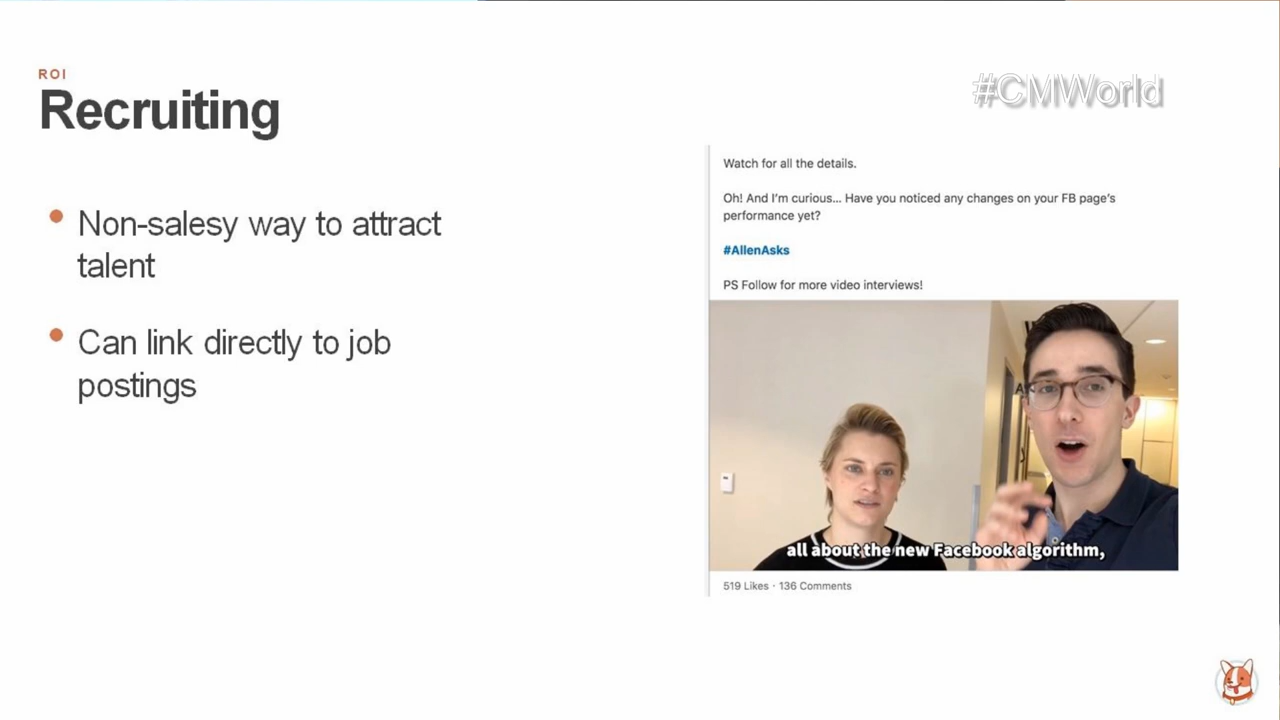 ROI
Recruiting
#CMWorld
Non-salesy way to attract
talent
Can link directly to job
postings
Watch for all the details.
Oh! And I'm curious... Have you noticed any changes on your FB page's
performance yet?
#AllenAsks
PS Follow for more video interviews!
all about the new Facebook algorithm,
519 Likes · 136 Comments